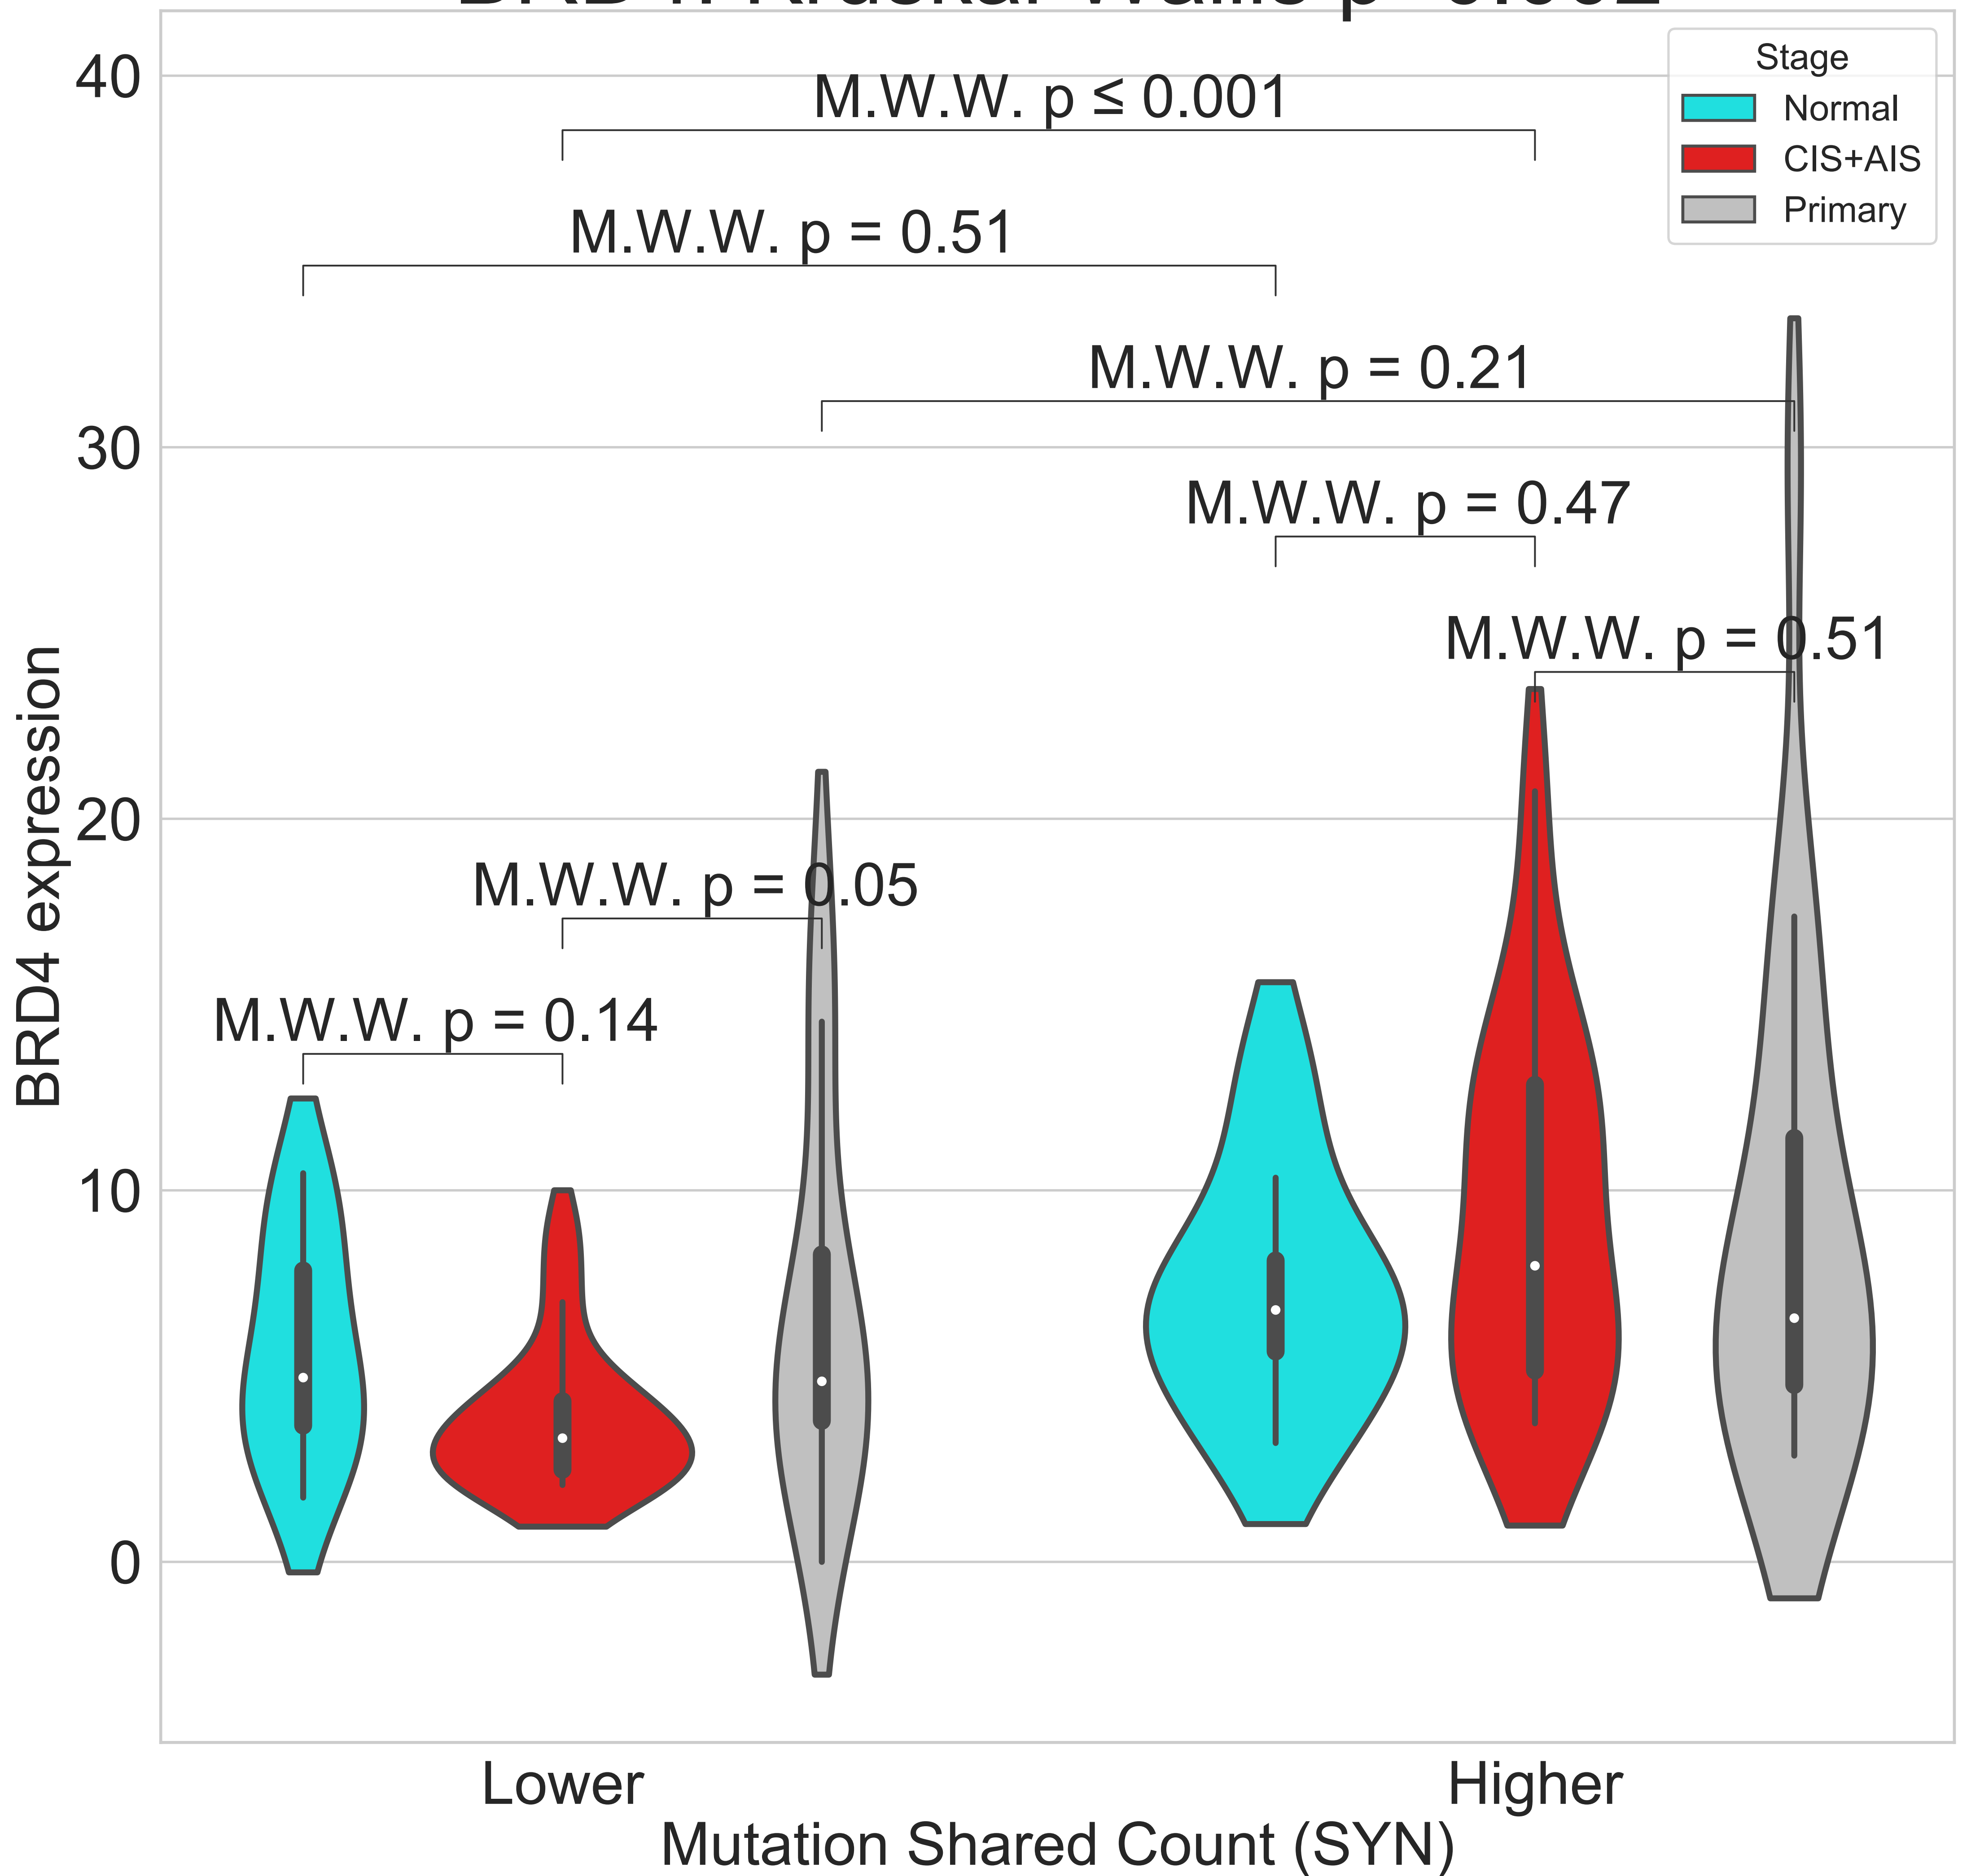 40
30
20
10
0
BRD4 expression
M.W.W. p ≤ 0.001
M.W.W. p = 0.51
M.W.W. p = 0.21
M.W.W. p = 0.47
M.W.W. p = 0.51
M.W.W. p = 0.05
M.W.W. p = 0.14
Stage
Normal
CIS+AIS
Primary
Lower
Higher
Mutation Shared Count (SYN)